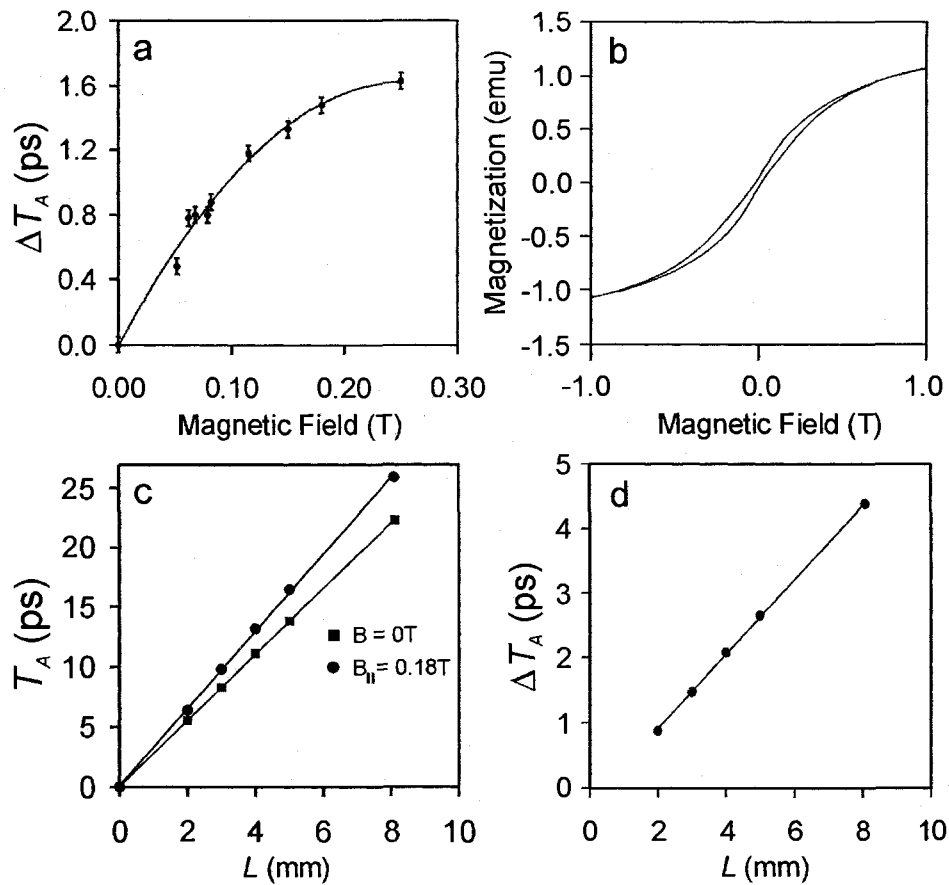 a
2.0
1.6
1.2
0.8
0.4
0.0
ΔT_A (ps)
0.00 0.10 0.20 0.30
Magnetic Field (T)
b
1.5
1.0
0.5
0.0
-0.5
-1.0
-1.5
Magnetization (emu)
-1.0 0.0 1.0
Magnetic Field (T)
c
25
20
15
10
5
0
T_A (ps)
B = 0T
B_II = 0.18T
0 2 4 6 8 10
L (mm)
d
5
4
3
2
1
0
ΔT_A (ps)
0 2 4 6 8 10
L (mm)